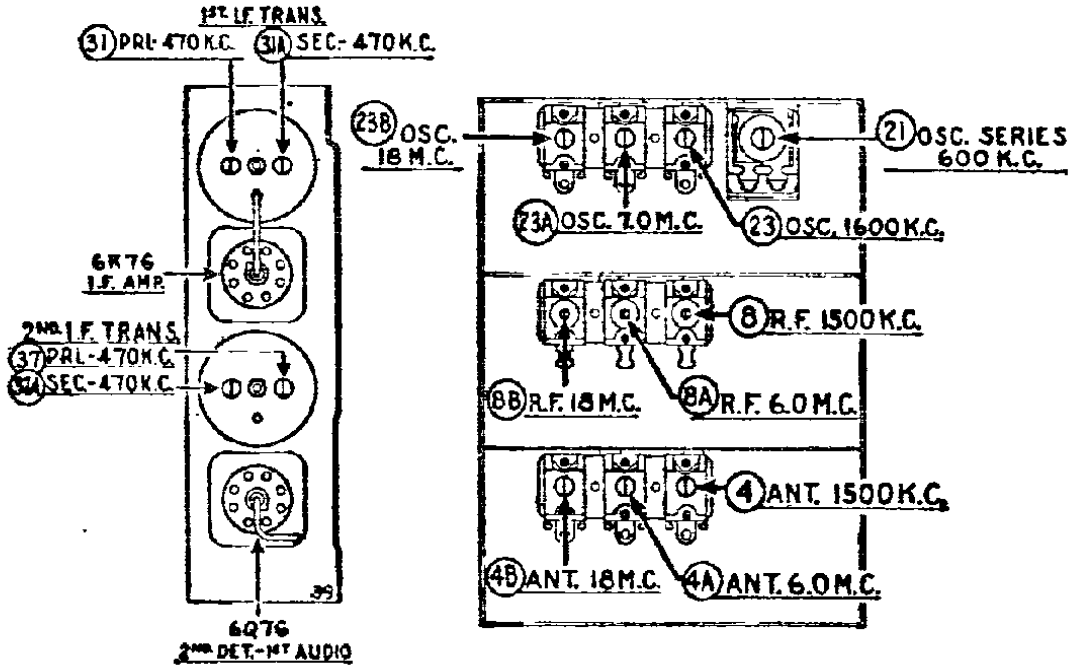 1ST. I.F. TRANS.
31 PRI.-470 K.C. 31A SEC.-470 K.C.
6K7G
I.F. AMP.
2ND. I.F. TRANS.
37 PRI.-470 K.C.
37A SEC.-470 K.C.
39
6Q7G
2ND DET.-1ST AUDIO
23B OSC.
18 M.C.
21 OSC. SERIES
600 K.C.
23A OSC. 7.0 M.C.
23 OSC. 1600 K.C.
8 R.F. 1500 K.C.
8B R.F. 18 M.C.
8A R.F. 6.0 M.C.
4 ANT. 1500 K.C.
4B ANT. 18 M.C.
4A ANT. 6.0 M.C.